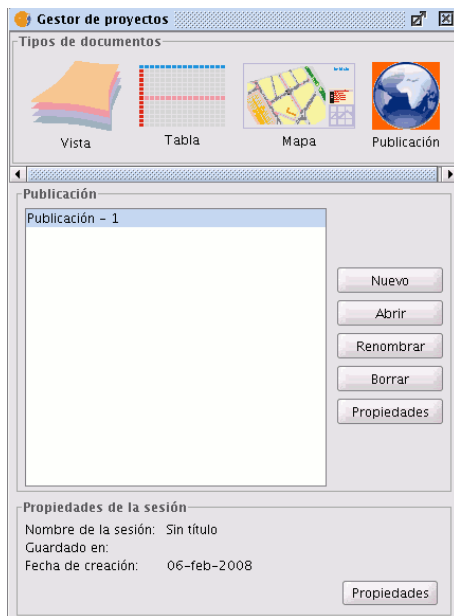 Gestor de proyectos
Tipos de documentos
Vista
Tabla
Mapa
Publicación
Publicación
Publicación - 1
Nuevo
Abrir
Renombrar
Borrar
Propiedades
Propiedades de la sesión
Nombre de la sesión: Sin título
Guardado en:
Fecha de creación: 06-feb-2008
Propiedades